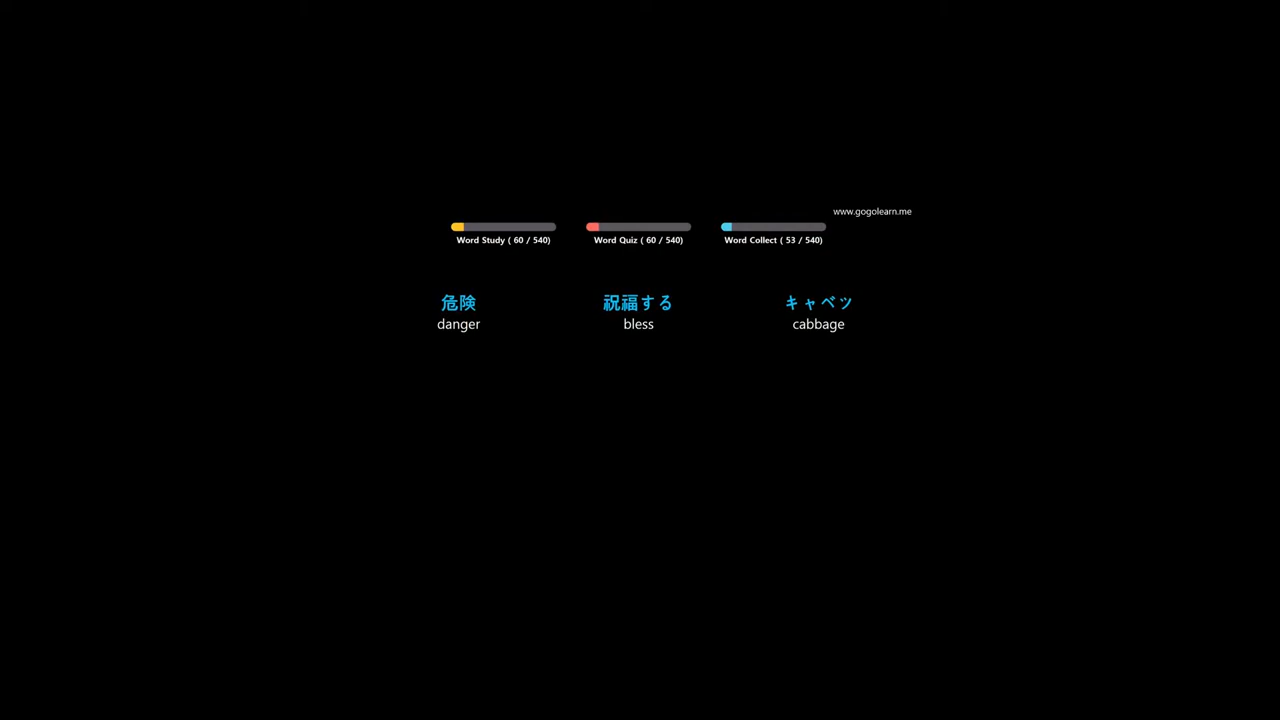 www.gogolearn.me
Word Study ( 60 / 540) Word Quiz ( 60 / 540) Word Collect ( 53 / 540)
危険 祝福する キャベツ
danger bless cabbage